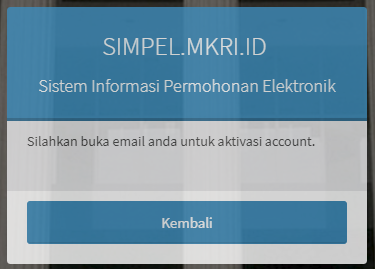 SIMPEL.MKRI.ID
Sistem Informasi Permohonan Elektronik
Silahkan buka email anda untuk aktivasi account.
Kembali